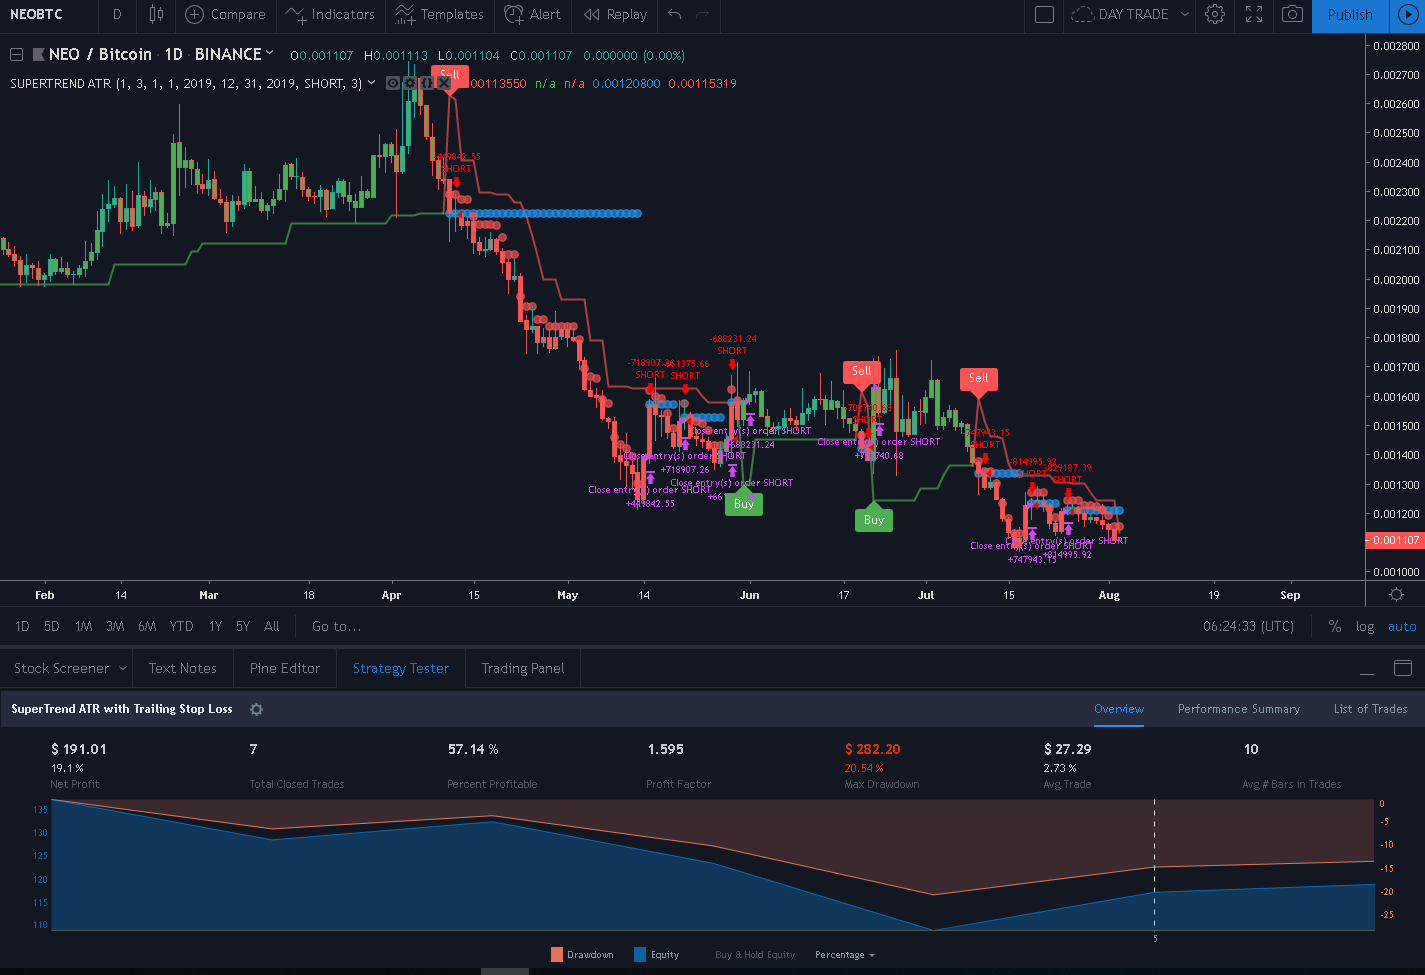 NEOBTC D Compare Indicators Templates Alert Replay DAY TRADE Publish
NEO / Bitcoin · 1D · BINANCE O0.001107 H0.001113 L0.001104 C0.001107 0.000000 (0.00%)
SUPERTREND ATR (1, 3, 1, 1, 2019, 12, 31, 2019, SHORT, 3) 0.00113550 n/a n/a 0.00120800 0.00115319
Sell
SHORT
-688231.24
SHORT
-718907.26
SHORT
SHORT
Sell
SHORT
Sell
SHORT
-814995.92
-829187.39
SHORT
Close entry(s) order SHORT
Close entry(s) order SHORT
+718907.26
Close entry(s) order SHORT
Close entry(s) order SHORT
+449842.55
Buy
Close entry(s) order SHORT
Buy
Close entry(s) order SHORT
+747943.15
+814995.92
0.002800
0.002700
0.002600
0.002500
0.002400
0.002300
0.002200
0.002100
0.002000
0.001900
0.001800
0.001700
0.001600
0.001500
0.001400
0.001300
0.001200
0.001107
0.001000
Feb 14 Mar 18 Apr 15 May 14 Jun 17 Jul 15 Aug 19 Sep
1D 5D 1M 3M 6M YTD 1Y 5Y All Go to... 06:24:33 (UTC) % log auto
Stock Screener Text Notes Pine Editor Strategy Tester Trading Panel
SuperTrend ATR with Trailing Stop Loss Overview Performance Summary List of Trades
$ 191.01 7 57.14 % 1.595 $ 282.20 $ 27.29 10
19.1 % 20.54 % 2.73 %
Net Profit Total Closed Trades Percent Profitable Profit Factor Max Drawdown Avg Trade Avg # Bars in Trades
135
130
125
120
115
110
0
-5
-10
-15
-20
-25
5
Drawdown Equity Buy & Hold Equity Percentage